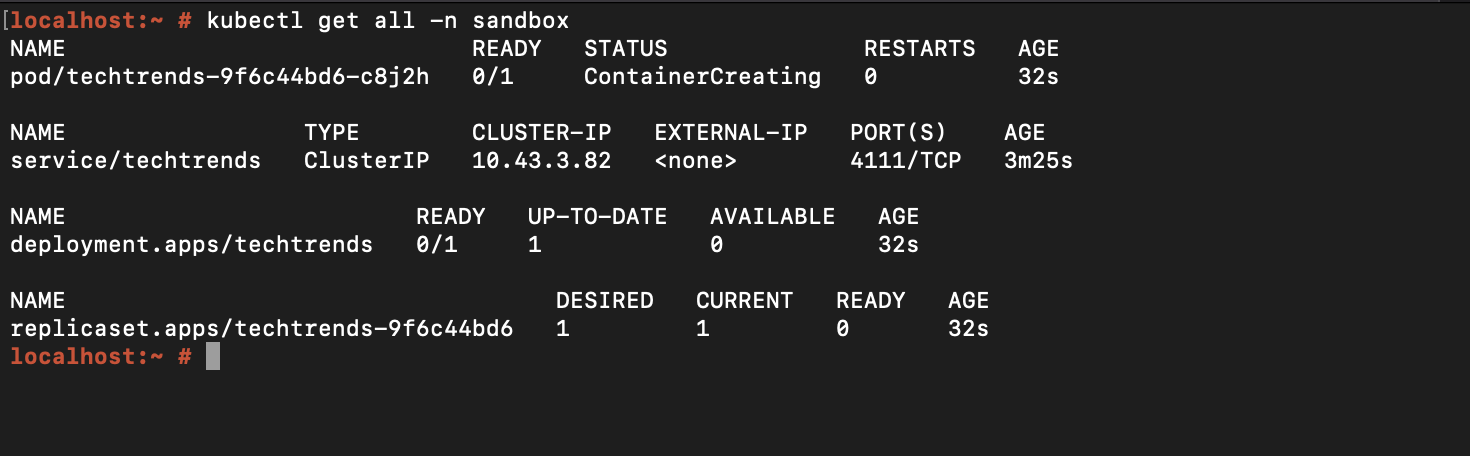 [localhost:~ # kubectl get all -n sandbox
NAME                             READY   STATUS              RESTARTS   AGE
pod/techtrends-9f6c44bd6-c8j2h   0/1     ContainerCreating   0          32s

NAME                 TYPE        CLUSTER-IP   EXTERNAL-IP   PORT(S)    AGE
service/techtrends   ClusterIP   10.43.3.82   <none>        4111/TCP   3m25s

NAME                         READY   UP-TO-DATE   AVAILABLE   AGE
deployment.apps/techtrends   0/1     1            0           32s

NAME                                   DESIRED   CURRENT   READY   AGE
replicaset.apps/techtrends-9f6c44bd6   1         1         0       32s
localhost:~ #